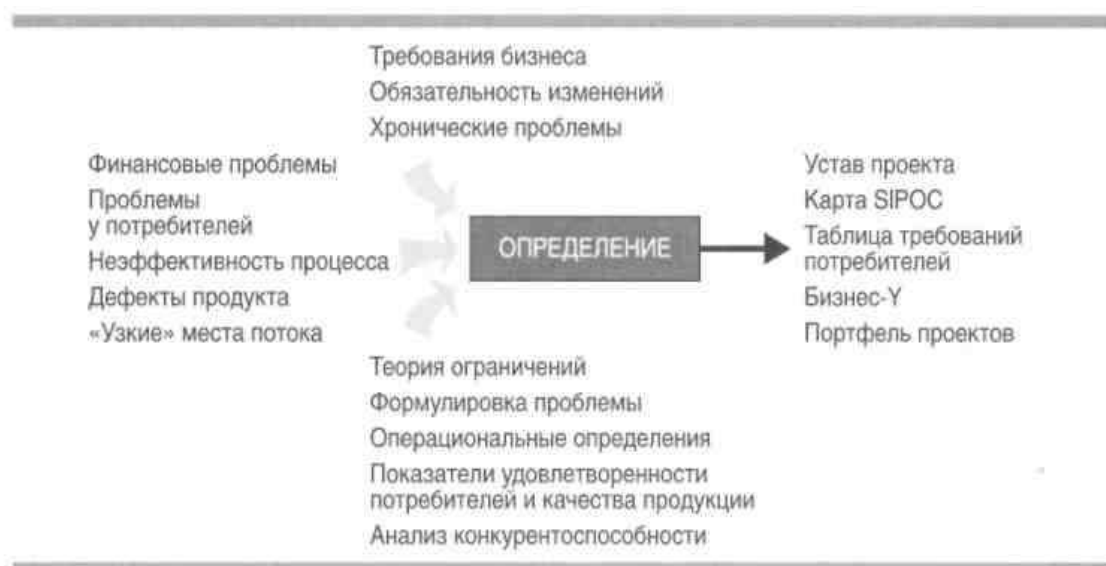 Требования бизнеса
Обязательность изменений
Хронические проблемы
Финансовые проблемы
Проблемы
у потребителей
Неэффективность процесса
Дефекты продукта
«Узкие» места потока
ОПРЕДЕЛЕНИЕ
Устав проекта
Карта SIPOC
Таблица требований
потребителей
Бизнес-Y
Портфель проектов
Теория ограничений
Формулировка проблемы
Операциональные определения
Показатели удовлетворенности
потребителей и качества продукции
Анализ конкурентоспособности